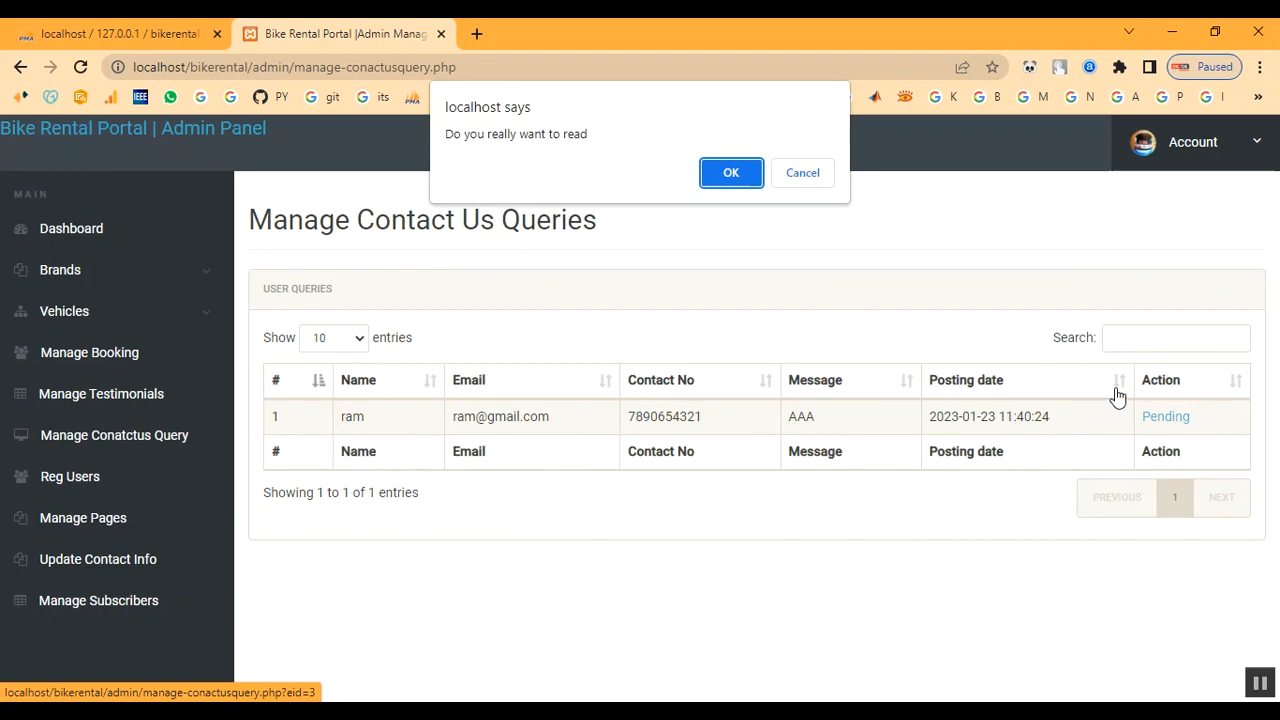 localhost / 127.0.0.1 / bikerental
Bike Rental Portal |Admin Manag
localhost/bikerental/admin/manage-conactusquery.php
Paused
IEEE
PY
git
its
K
B
M
N
A
P
I
»
localhost says
Do you really want to read
OK
Cancel
Bike Rental Portal | Admin Panel
Account
MAIN
Dashboard
Brands
Vehicles
Manage Booking
Manage Testimonials
Manage Conatctus Query
Reg Users
Manage Pages
Update Contact Info
Manage Subscribers
Manage Contact Us Queries
USER QUERIES
Show 10 entries
Search:
# Name Email Contact No Message Posting date Action
1 ram ram@gmail.com 7890654321 AAA 2023-01-23 11:40:24 Pending
# Name Email Contact No Message Posting date Action
Showing 1 to 1 of 1 entries
PREVIOUS 1 NEXT
localhost/bikerental/admin/manage-conactusquery.php?eid=3